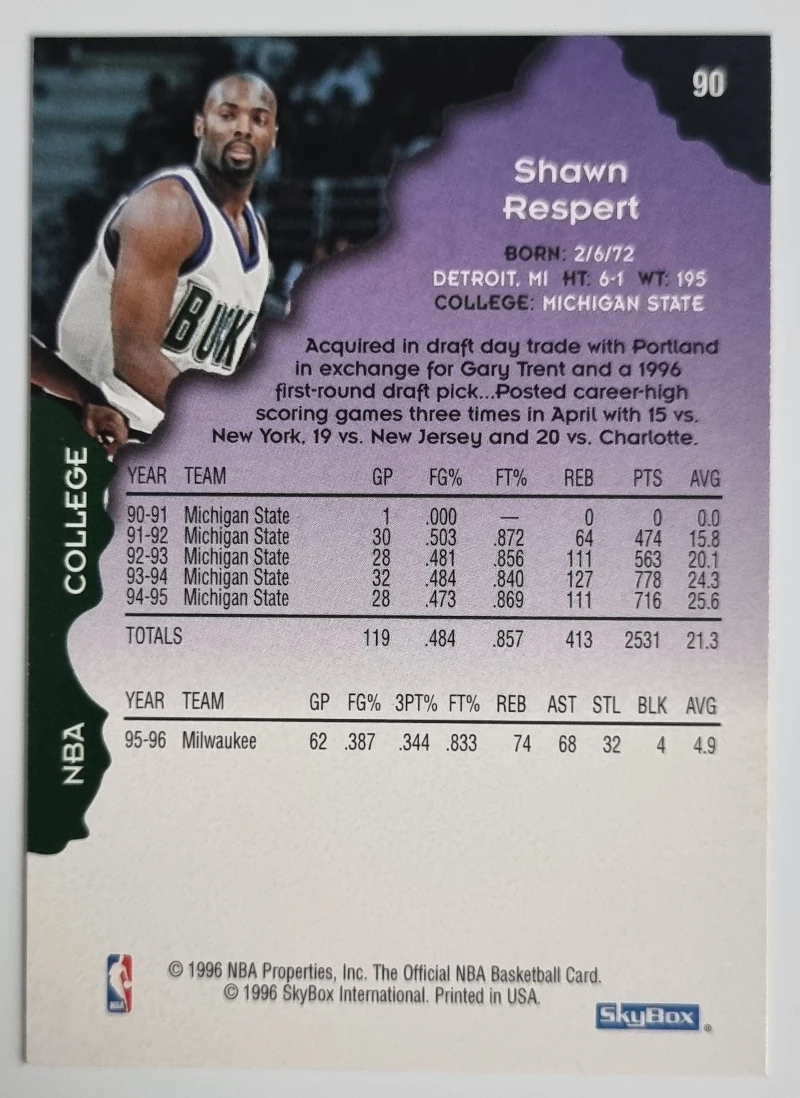 90
Shawn
Respert
BORN: 2/6/72
DETROIT, MI HT: 6-1 WT: 195
COLLEGE: MICHIGAN STATE
BUK
Acquired in draft day trade with Portland
in exchange for Gary Trent and a 1996
first-round draft pick...Posted career-high
scoring games three times in April with 15 vs.
New York, 19 vs. New Jersey and 20 vs. Charlotte.
COLLEGE
YEAR TEAM GP FG% FT% REB PTS AVG
90-91 Michigan State 1 .000 — 0 0 0.0
91-92 Michigan State 30 .503 .872 64 474 15.8
92-93 Michigan State 28 .481 .856 111 563 20.1
93-94 Michigan State 32 .484 .840 127 778 24.3
94-95 Michigan State 28 .473 .869 111 716 25.6
TOTALS 119 .484 .857 413 2531 21.3
NBA
YEAR TEAM GP FG% 3PT% FT% REB AST STL BLK AVG
95-96 Milwaukee 62 .387 .344 .833 74 68 32 4 4.9
NBA
© 1996 NBA Properties, Inc. The Official NBA Basketball Card.
© 1996 SkyBox International. Printed in USA.
SkyBox®